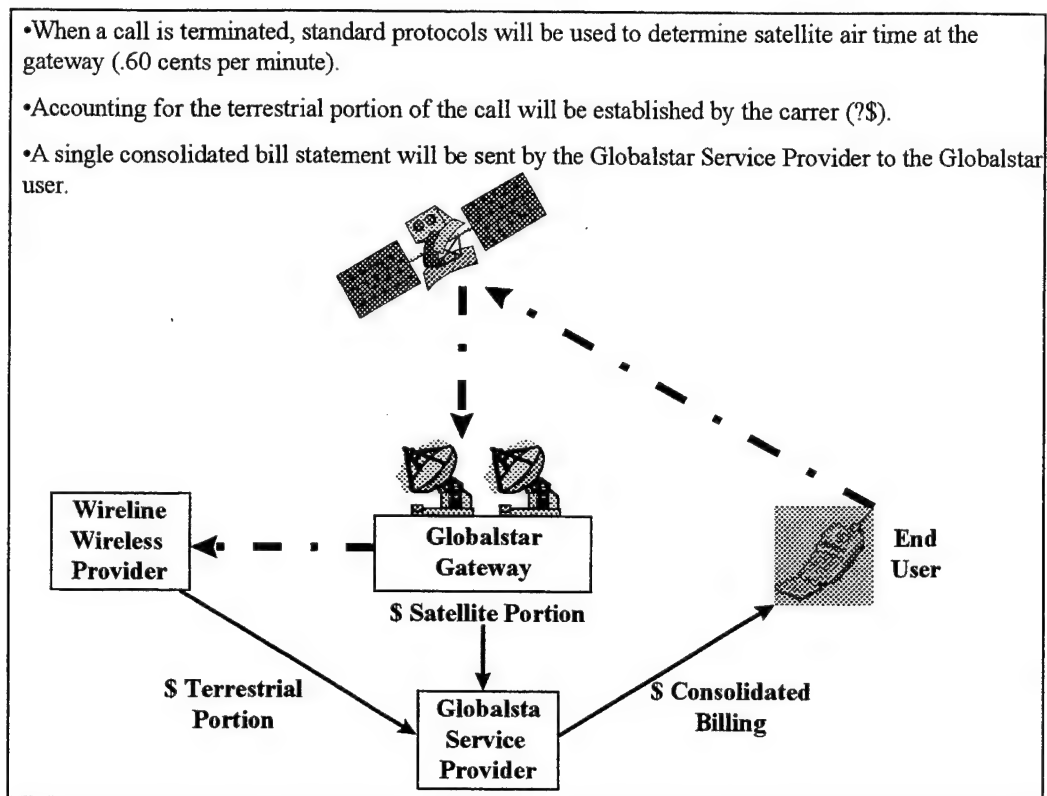 •When a call is terminated, standard protocols will be used to determine satellite air time at the
gateway (.60 cents per minute).
•Accounting for the terrestrial portion of the call will be established by the carrer (?$).
•A single consolidated bill statement will be sent by the Globalstar Service Provider to the Globalstar
user.
Wireline
Wireless
Provider
Globalstar
Gateway
End
User
$ Satellite Portion
$ Terrestrial
Portion
Globalsta
Service
Provider
$ Consolidated
Billing